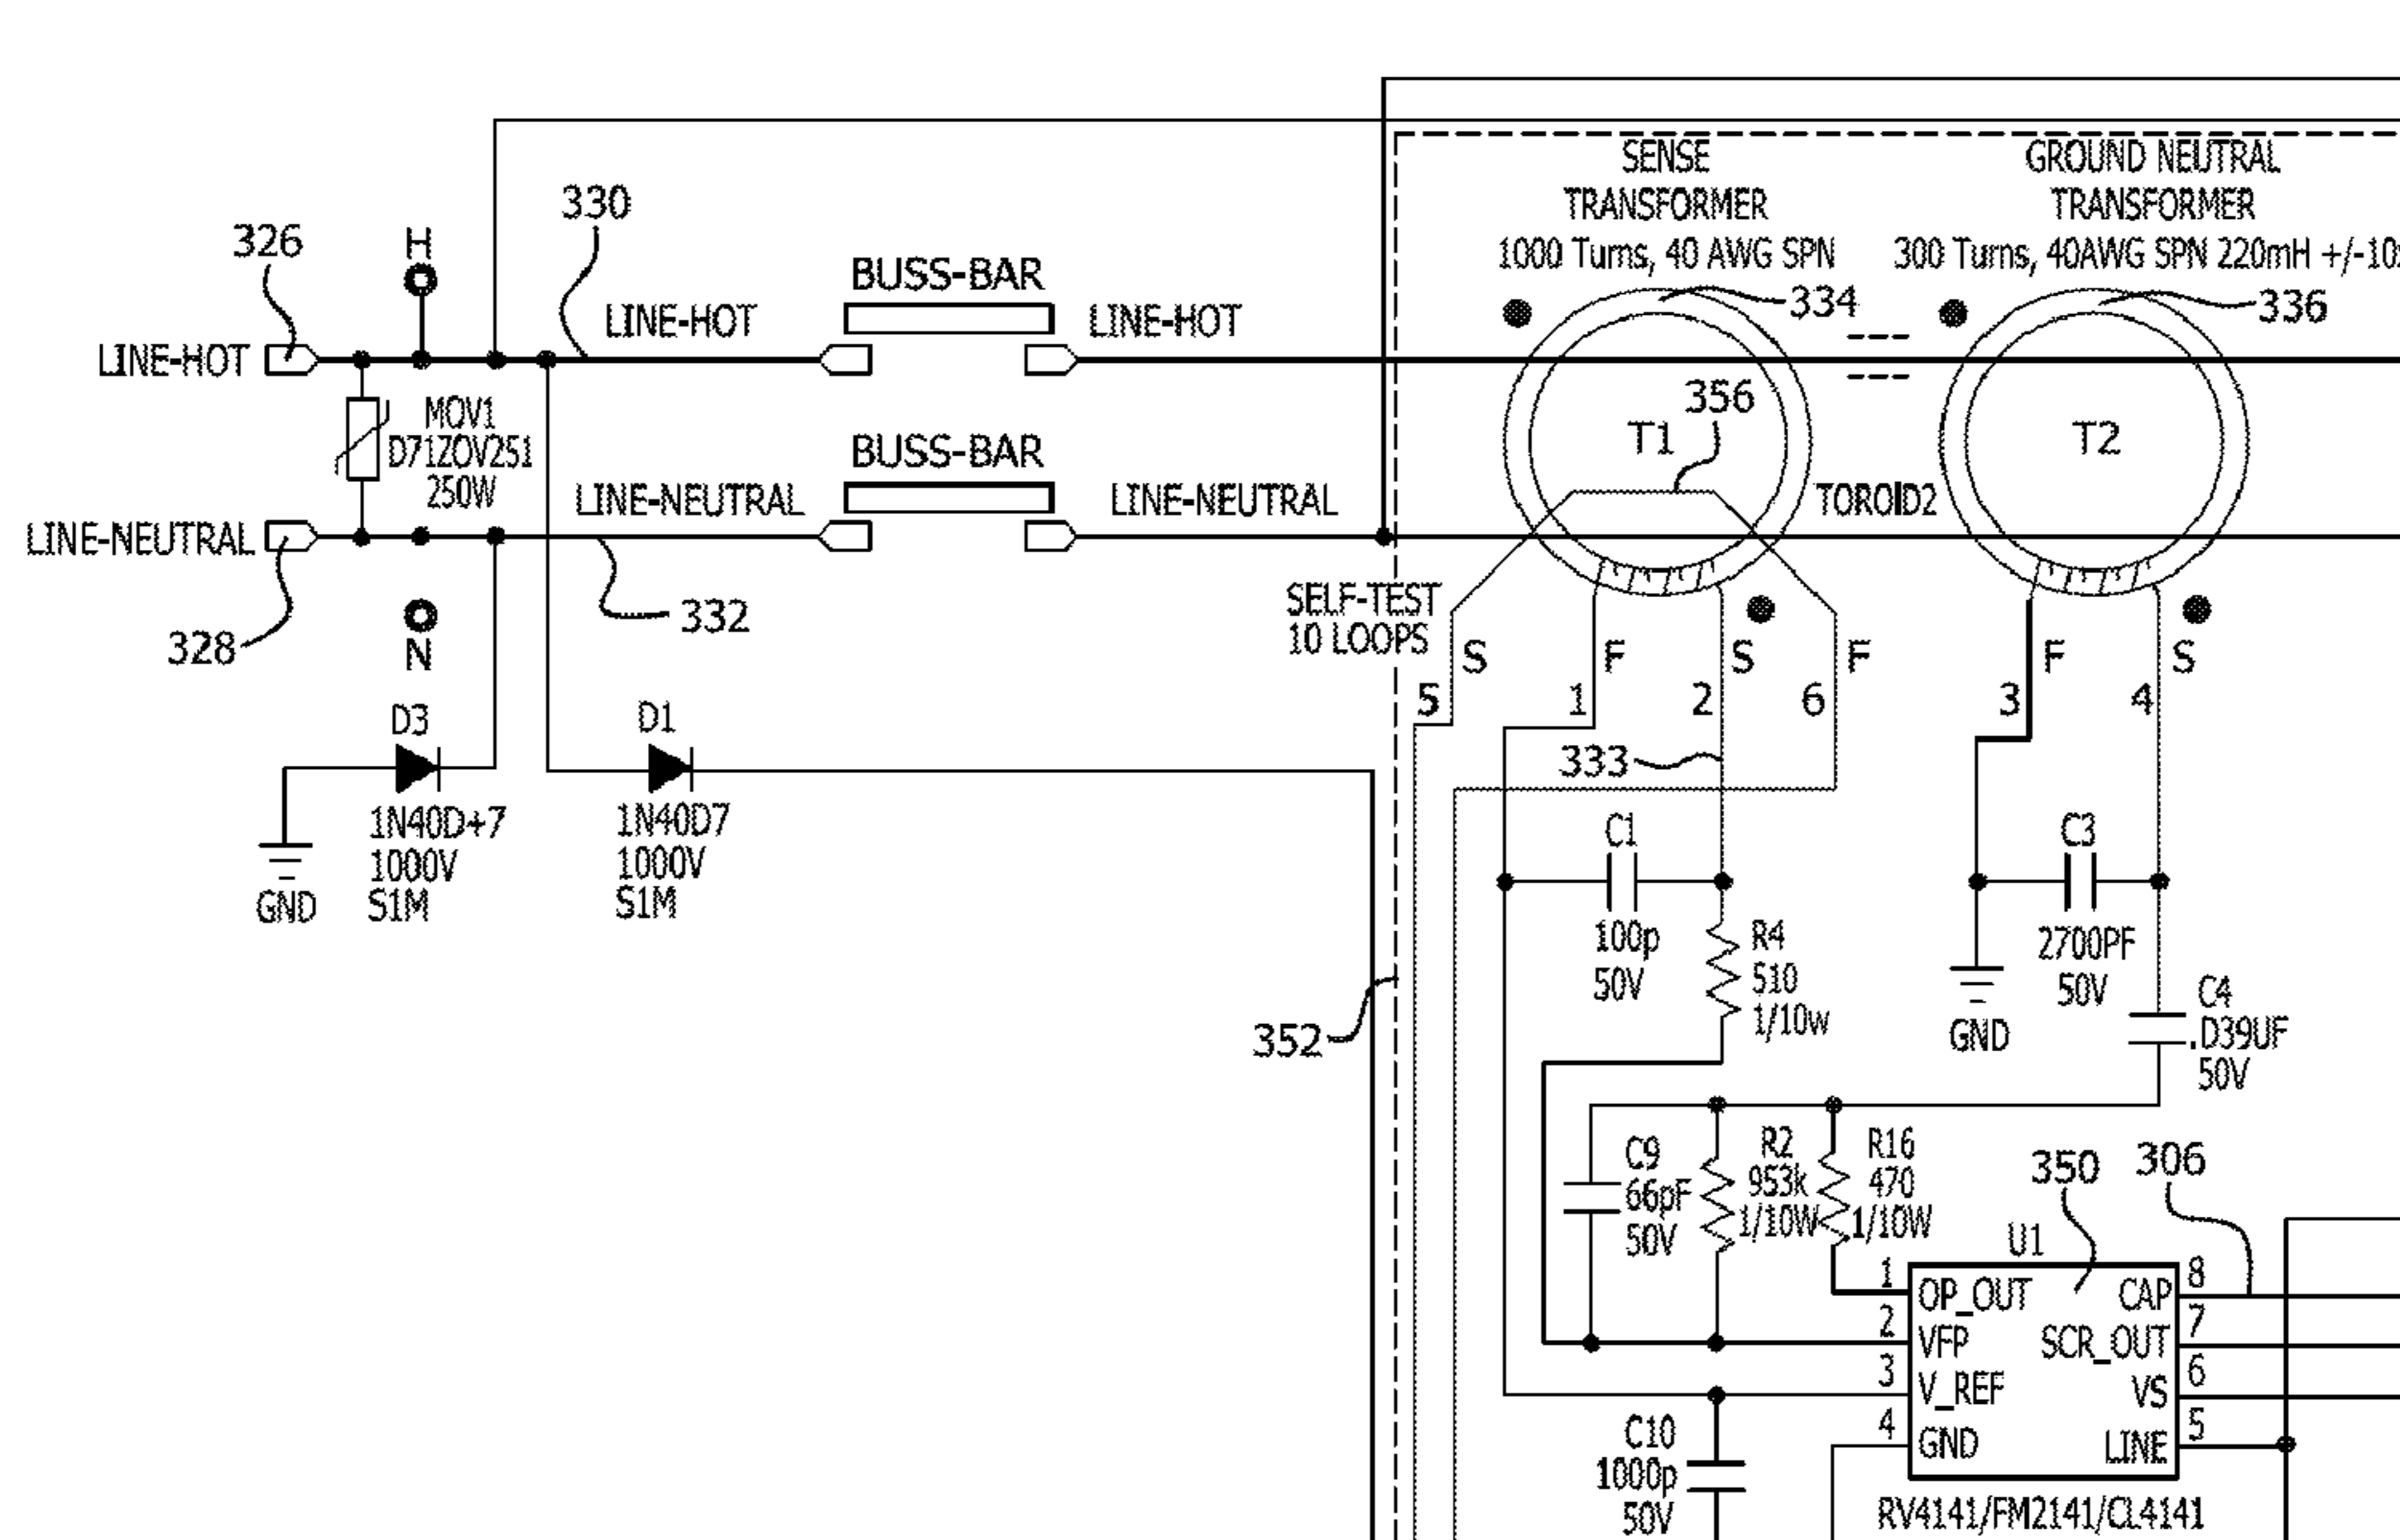 SENSE
TRANSFORMER
1000 Turns, 40 AWG SPN
GROUND NEUTRAL
TRANSFORMER
300 Turns, 40AWG SPN 220mH +/-10
326
H
330
LINE-HOT
BUSS-BAR
LINE-HOT
334
336
LINE-HOT
MOV1
D71ZOV251
250W
356
T1
T2
TOROID2
BUSS-BAR
LINE-NEUTRAL
LINE-NEUTRAL
LINE-NEUTRAL
328
N
332
SELF-TEST
10 LOOPS
S
F
S
F
F
S
5
1
2
6
3
4
333
D3
1N40D+7
1000V
S1M
GND
D1
1N40D7
1000V
S1M
C1
100p
50V
R4
510
1/10w
C3
2700PF
50V
GND
C4
.D39UF
50V
352
C9
66pF
50V
R2
953k
1/10W
R16
470
1/10W
350
306
U1
1
OP_OUT
CAP
8
2
VFP
SCR_OUT
7
3
V_REF
VS
6
4
GND
LINE
5
C10
1000p
50V
RV4141/FM2141/CL4141